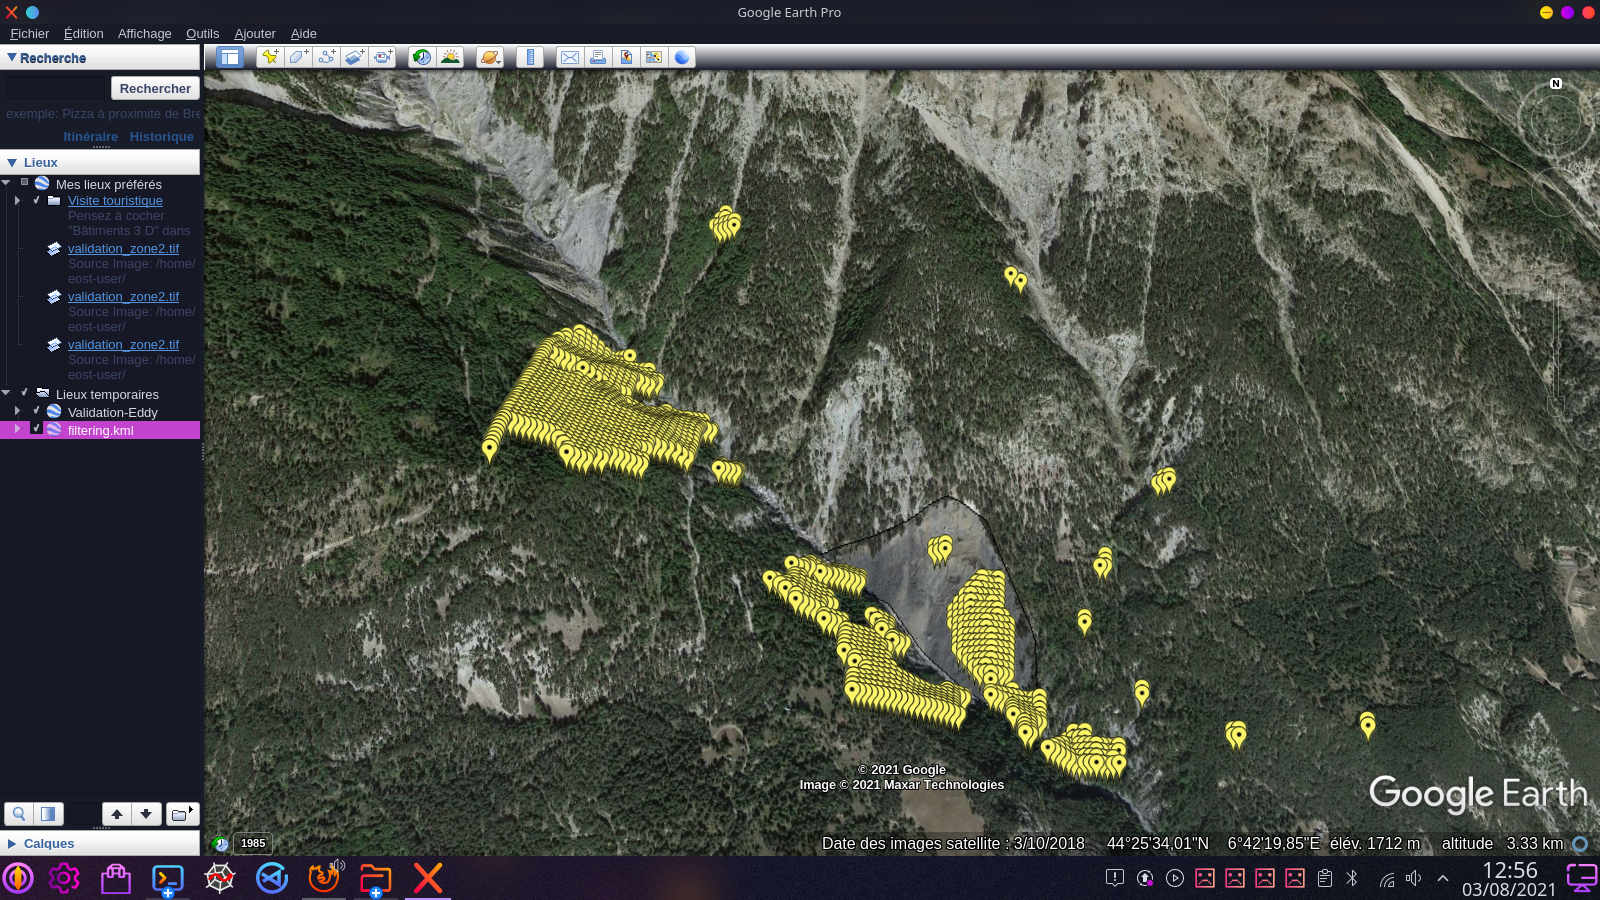 Google Earth Pro
Fichier Édition Affichage Outils Ajouter Aide
Recherche
Rechercher
exemple: Pizza à proximité de Bre
Itinéraire Historique
Lieux
Mes lieux préférés
Visite touristique
Pensez à cocher
"Bâtiments 3 D" dans
validation_zone2.tif
Source Image: /home/
eost-user/
validation_zone2.tif
Source Image: /home/
eost-user/
validation_zone2.tif
Source Image: /home/
eost-user/
Lieux temporaires
Validation-Eddy
filtering.kml
Calques
N
© 2021 Google
Image © 2021 Maxar Technologies
Google Earth
1985
Date des images satellite : 3/10/2018 44°25'34,01"N 6°42'19,85"E élév. 1712 m altitude 3.33 km
12:56
03/08/2021